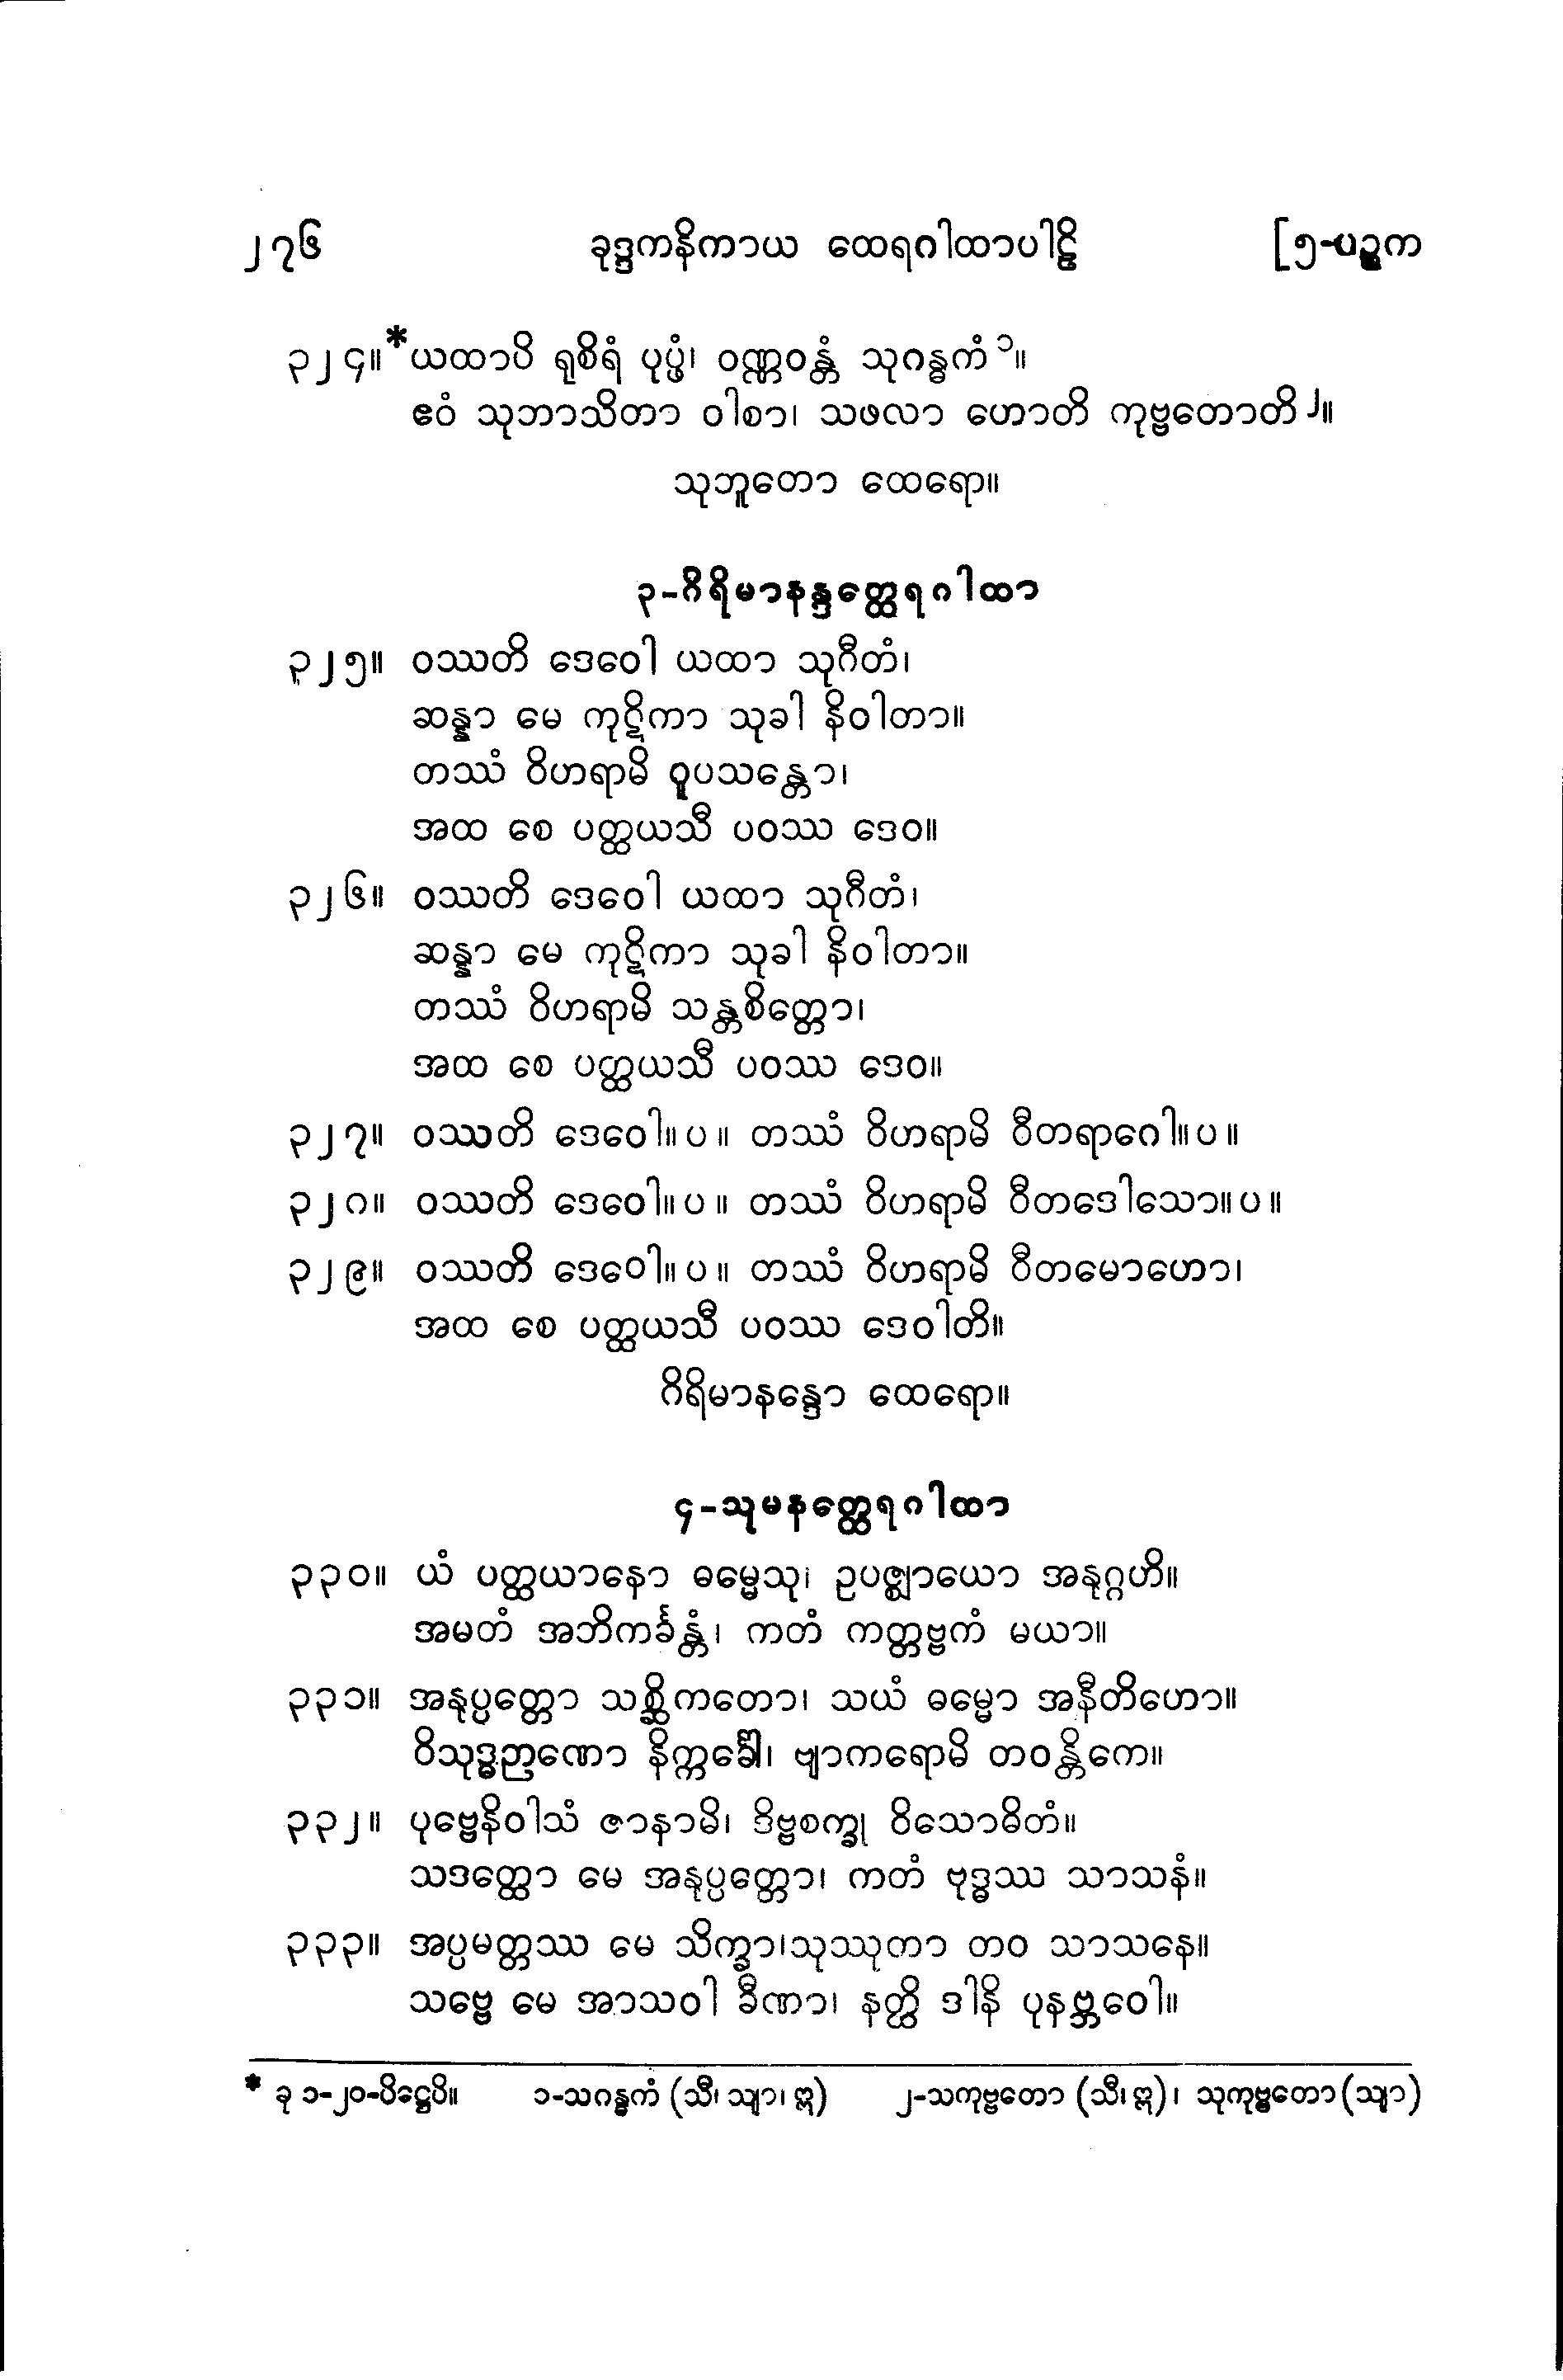 ၂၇၆ ခုဒ္ဒကနိကာယ ထေရဂါထာပါဠိ [၅-ပဉ္စက
၃၂၄။ *ယထာပိ ရုစိရံ ပုပ္ဖံ၊ ဝဏ္ဏဝန္တံ သုဂန္ဓကံ ၁။
ဧဝံ သုဘာသိတာ ဝါစာ၊ သဖလာ ဟောတိ ကုဗ္ဗတောတိ ၂။
သုဘူတော ထေရော။
၃-ဂိရိမာနန္ဒတ္ထေရဂါထာ
၃၂၅။ ဝဿတိ ဒေဝေါ ယထာ သုဂီတံ၊
ဆန္နာ မေ ကုဋိကာ သုခါ နိဝါတာ။
တဿံ ဝိဟရာမိ ဝူပသန္တော၊
အထ စေ ပတ္ထယသီ ပဝဿ ဒေဝ။
၃၂၆။ ဝဿတိ ဒေဝေါ ယထာ သုဂီတံ၊
ဆန္နာ မေ ကုဋိကာ သုခါ နိဝါတာ။
တဿံ ဝိဟရာမိ သန္တစိတ္တော၊
အထ စေ ပတ္ထယသီ ပဝဿ ဒေဝ။
၃၂၇။ ဝဿတိ ဒေဝေါ။ ပ ။ တဿံ ဝိဟရာမိ ဝီတရာဂေါ။ ပ ။
၃၂၈။ ဝဿတိ ဒေဝေါ။ ပ ။ တဿံ ဝိဟရာမိ ဝီတဒေါသော။ ပ ။
၃၂၉။ ဝဿတိ ဒေဝေါ။ ပ ။ တဿံ ဝိဟရာမိ ဝီတမောဟော၊
အထ စေ ပတ္ထယသီ ပဝဿ ဒေဝါတိ။
ဂိရိမာနန္ဒော ထေရော။
၄-သုမနတ္ထေရဂါထာ
၃၃၀။ ယံ ပတ္ထယာနော ဓမ္မေသု၊ ဥပဇ္ဈာယော အနုဂ္ဂဟိ။
အမတံ အဘိကင်္ခန္တံ၊ ကတံ ကတ္တဗ္ဗကံ မယာ။
၃၃၁။ အနုပ္ပတ္တော သစ္ဆိကတော၊ သယံ ဓမ္မော အနီတိဟော။
ဝိသုဒ္ဓဉာဏော နိက္ကင်္ခေါ၊ ဗျာကရောမိ တဝန္တိကေ။
၃၃၂။ ပုဗ္ဗေနိဝါသံ ဇာနာမိ၊ ဒိဗ္ဗစက္ခု ဝိသောဓိတံ။
သဒတ္ထော မေ အနုပ္ပတ္တော၊ ကတံ ဗုဒ္ဓဿ သာသနံ။
၃၃၃။ အပ္ပမတ္တဿ မေ သိက္ခာ၊သုဿုတာ တဝ သာသနေ။
သဗ္ဗေ မေ အာသဝါ ခီဏာ၊ နတ္ထိ ဒါနိ ပုနဗ္ဘဝေါ။
* ခု ၁-၂၀-ပိဋ္ဌေပိ။ ၁-သဂန္ဓကံ (သီ၊ သျာ၊ ဣ) ၂-သကုဗ္ဗတော (သီ၊ ဣ)၊ သုကုဗ္ဗတော (သျာ)